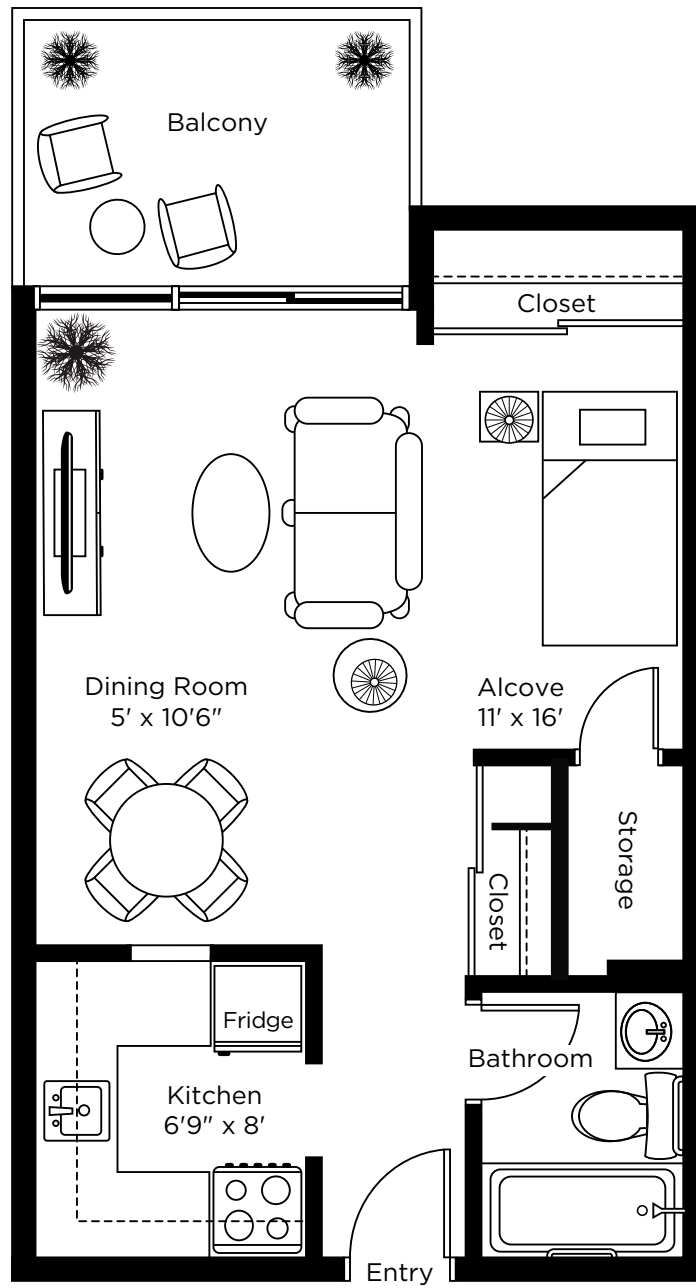 Balcony
Closet
Dining Room
5' x 10'6"
Alcove
11' x 16'
Storage
Closet
Fridge
Bathroom
Kitchen
6'9" x 8'
Entry